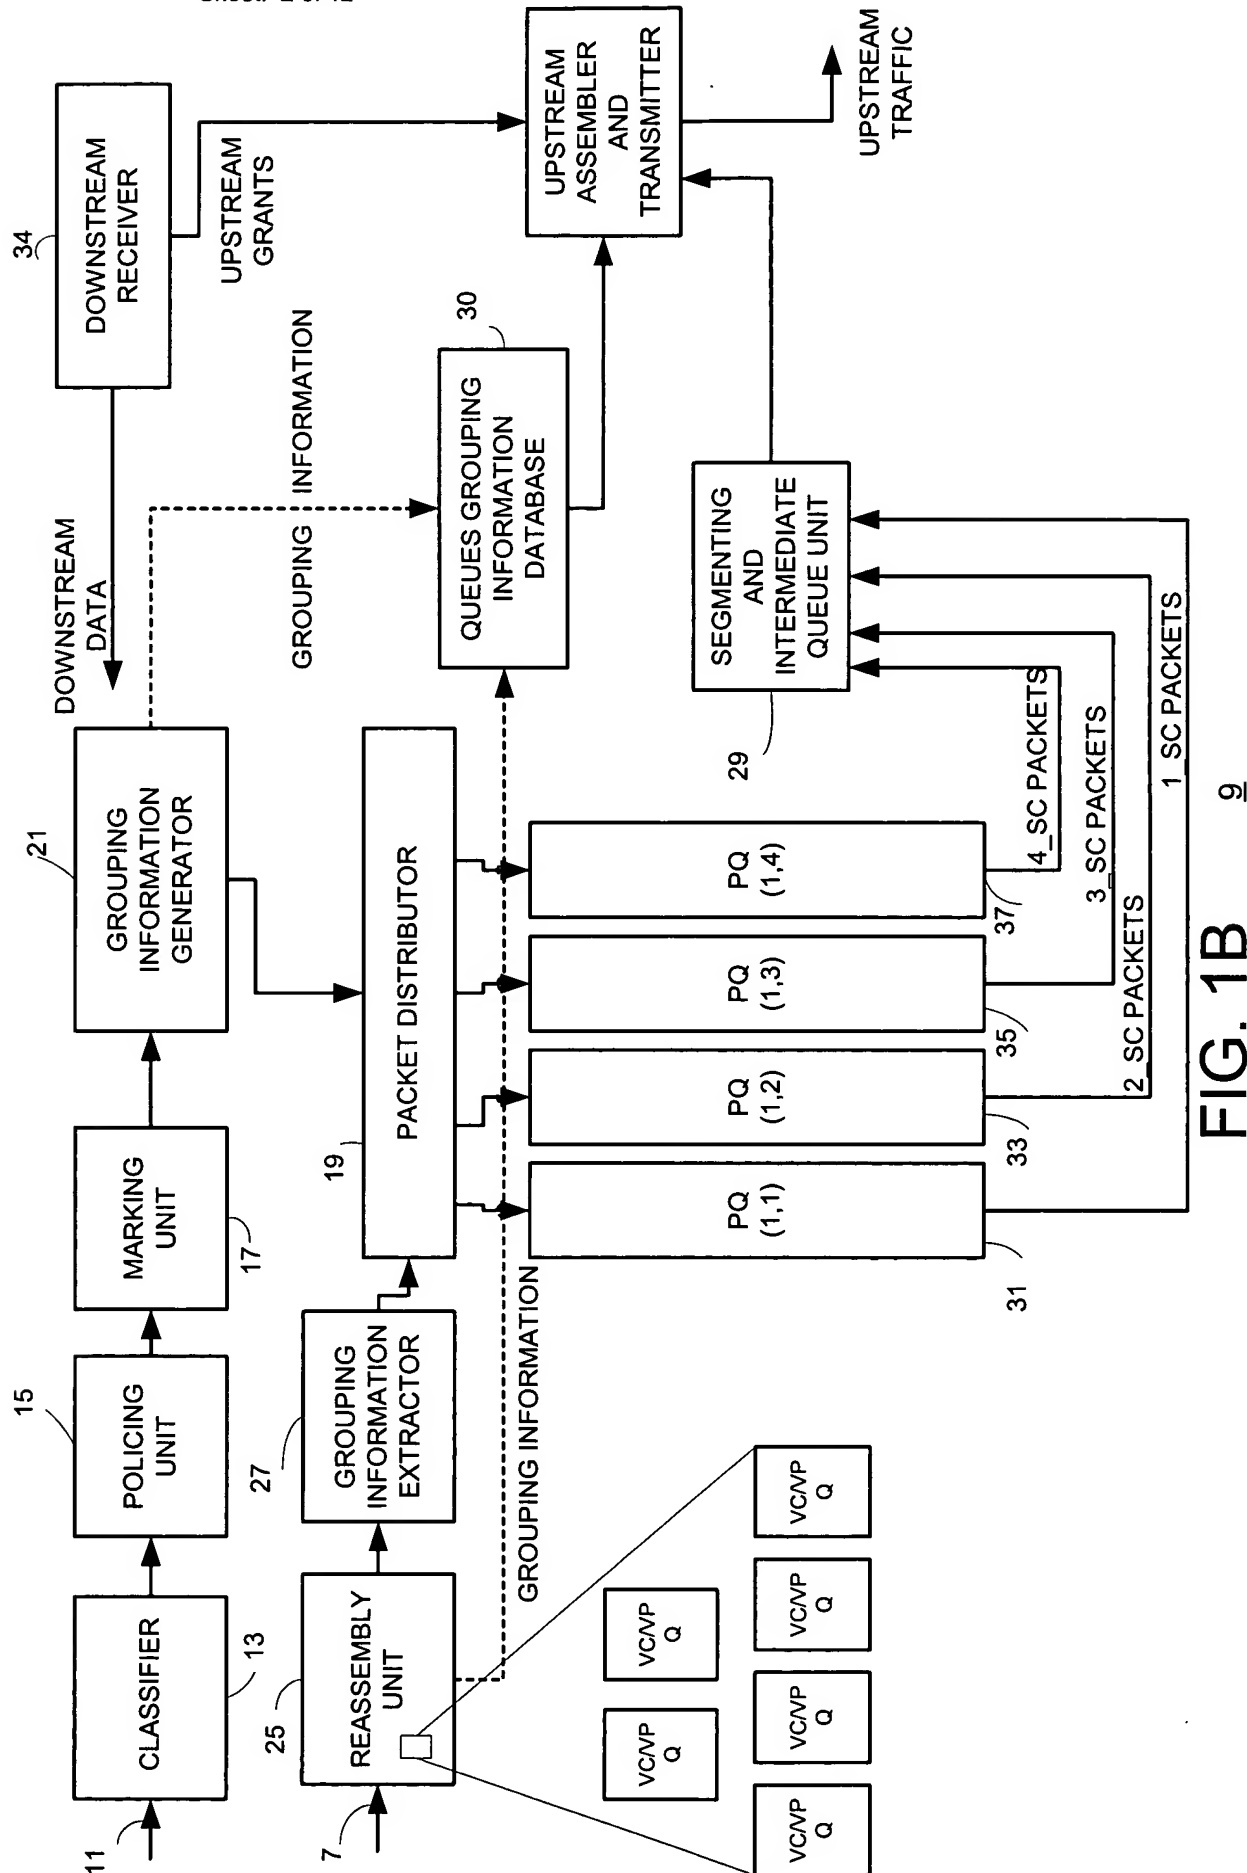 11
CLASSIFIER
13
15
POLICING
UNIT
MARKING
UNIT
17
21
GROUPING
INFORMATION
GENERATOR
DOWNSTREAM
DATA
34
DOWNSTREAM
RECEIVER
UPSTREAM
GRANTS
7
25
REASSEMBLY
UNIT
27
GROUPING
INFORMATION
EXTRACTOR
19
PACKET DISTRIBUTOR
GROUPING INFORMATION
30
QUEUES GROUPING
INFORMATION
DATABASE
UPSTREAM
ASSEMBLER
AND
TRANSMITTER
GROUPING INFORMATION
VC/VP
Q
VC/VP
Q
VC/VP
Q
VC/VP
Q
VC/VP
Q
VC/VP
Q
PQ
(1,1)
PQ
(1,2)
PQ
(1,3)
PQ
(1,4)
31
33
35
37
29
SEGMENTING
AND
INTERMEDIATE
QUEUE UNIT
UPSTREAM
TRAFFIC
4_SC PACKETS
3_SC PACKETS
2_SC PACKETS
1_SC PACKETS
FIG. 1B
9